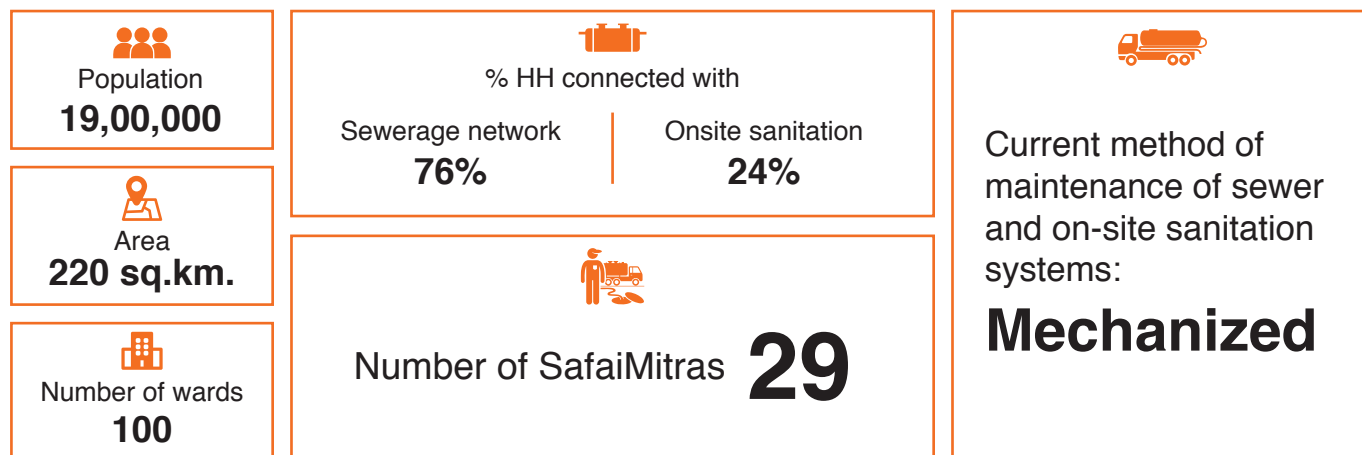 Population
19,00,000
Area
220 sq.km.
Number of wards
100
% HH connected with
Sewerage network
76%
Onsite sanitation
24%
Number of SafaiMitras 29
Current method of
maintenance of sewer
and on-site sanitation
systems:
Mechanized